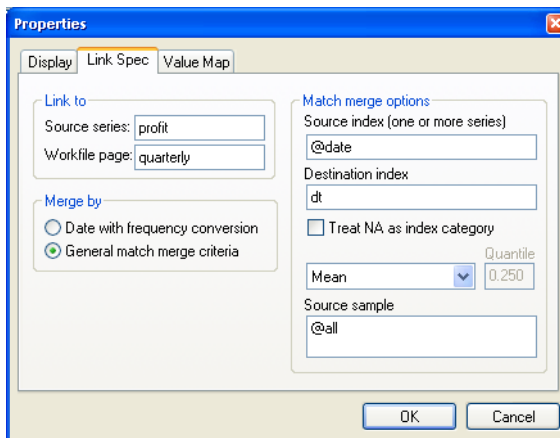 Properties
Display Link Spec Value Map
Link to
Source series: profit
Workfile page: quarterly
Merge by
Date with frequency conversion
General match merge criteria
Match merge options
Source index (one or more series)
@date
Destination index
dt
Treat NA as index category
Quantile
Mean 0.250
Source sample
@all
OK Cancel